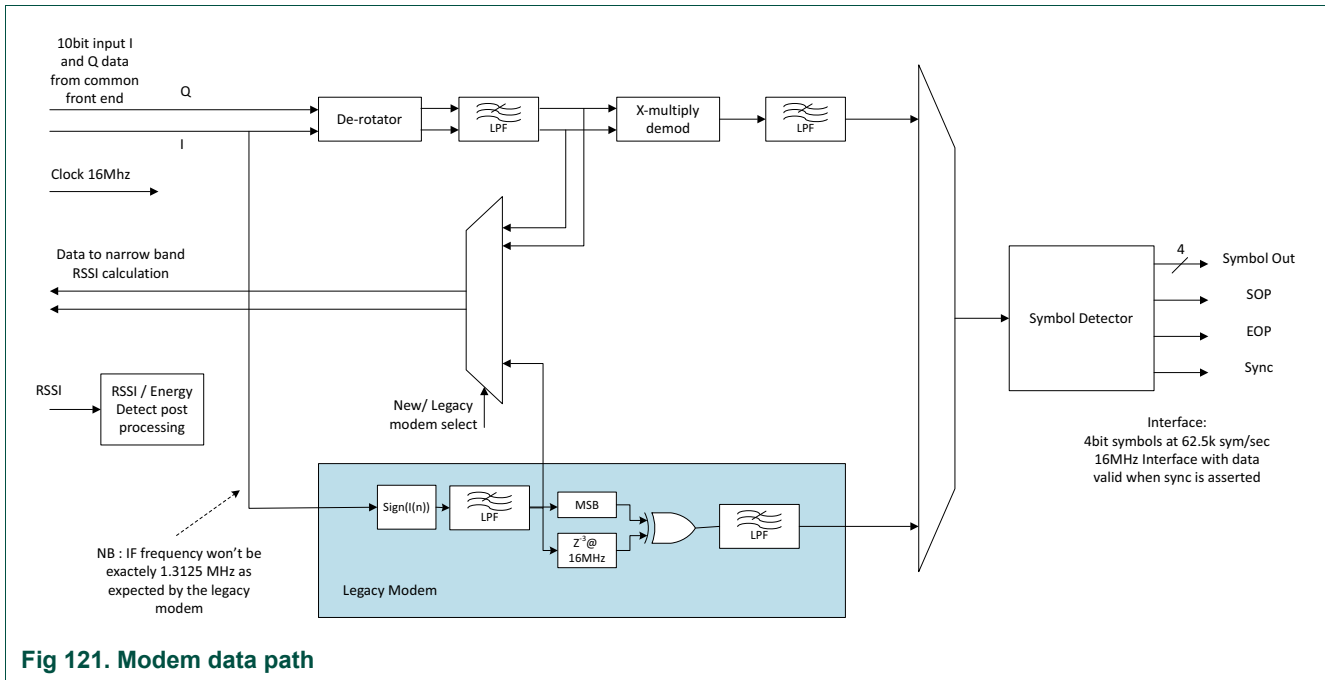 10bit input I
and Q data
from common
front end
Q
I
De-rotator
LPF
X-multiply
demod
LPF
Clock 16Mhz
Data to narrow band
RSSI calculation
RSSI
RSSI / Energy
Detect post
processing
New/ Legacy
modem select
Symbol Detector
4
Symbol Out
SOP
EOP
Sync
Interface:
4bit symbols at 62.5k sym/sec
16MHz Interface with data
valid when sync is asserted
NB : IF frequency won't be
exactely 1.3125 MHz as
expected by the legacy
modem
Sign(I(n))
LPF
MSB
Z-3@
16MHz
LPF
Legacy Modem
Fig 121. Modem data path